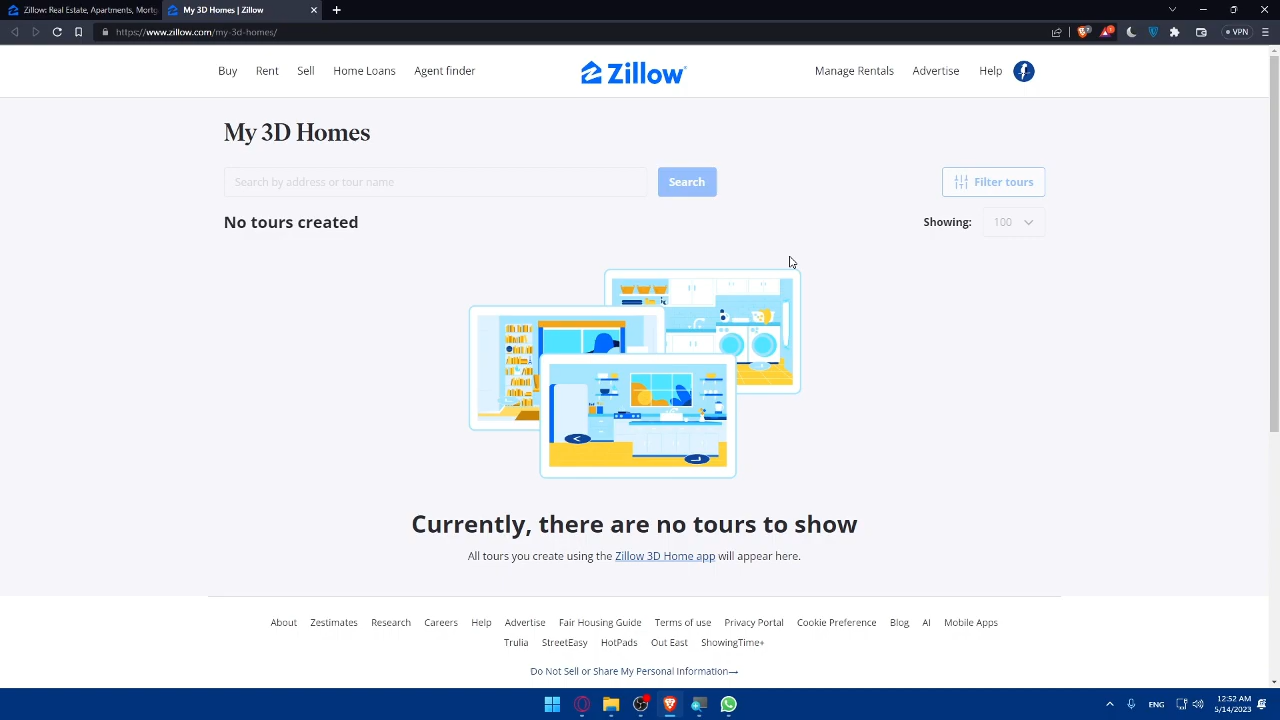 Zillow: Real Estate, Apartments, Mortg
My 3D Homes | Zillow
https://www.zillow.com/my-3d-homes/
VPN
Buy Rent Sell Home Loans Agent finder
Zillow
Manage Rentals Advertise Help
My 3D Homes
Search by address or tour name
Search
Filter tours
No tours created
Showing: 100
Currently, there are no tours to show
All tours you create using the Zillow 3D Home app will appear here.
About Zestimates Research Careers Help Advertise Fair Housing Guide Terms of use Privacy Portal Cookie Preference Blog AI Mobile Apps
Trulia StreetEasy HotPads Out East ShowingTime+
Do Not Sell or Share My Personal Information→
ENG
12:52 AM
5/14/2023